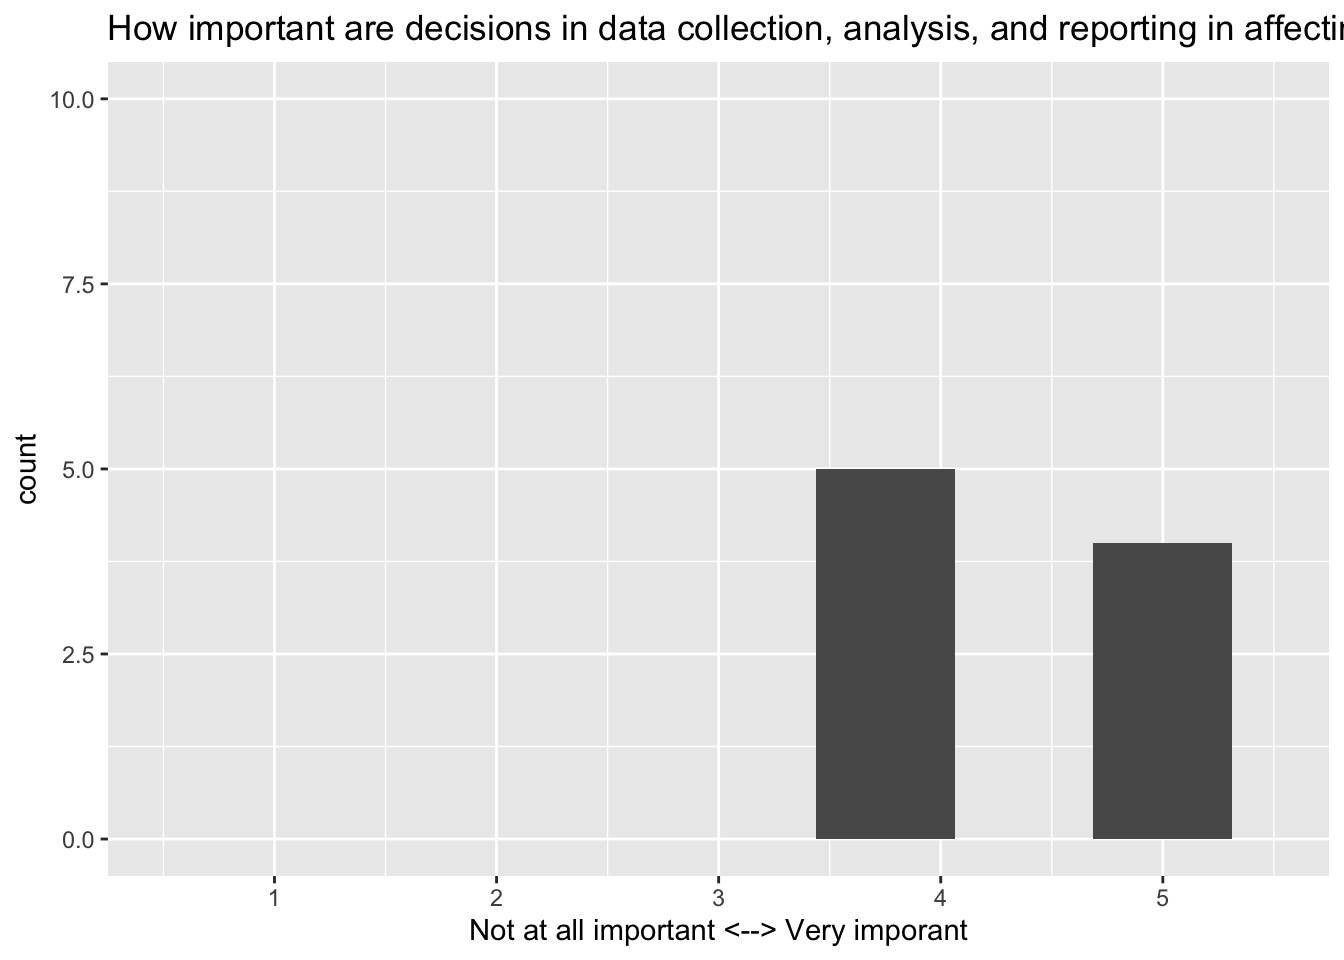 How important are decisions in data collection, analysis, and reporting in
10.0
7.5
5.0
2.5
0.0
count
1 2 3 4 5
Not at all important <--> Very imporant